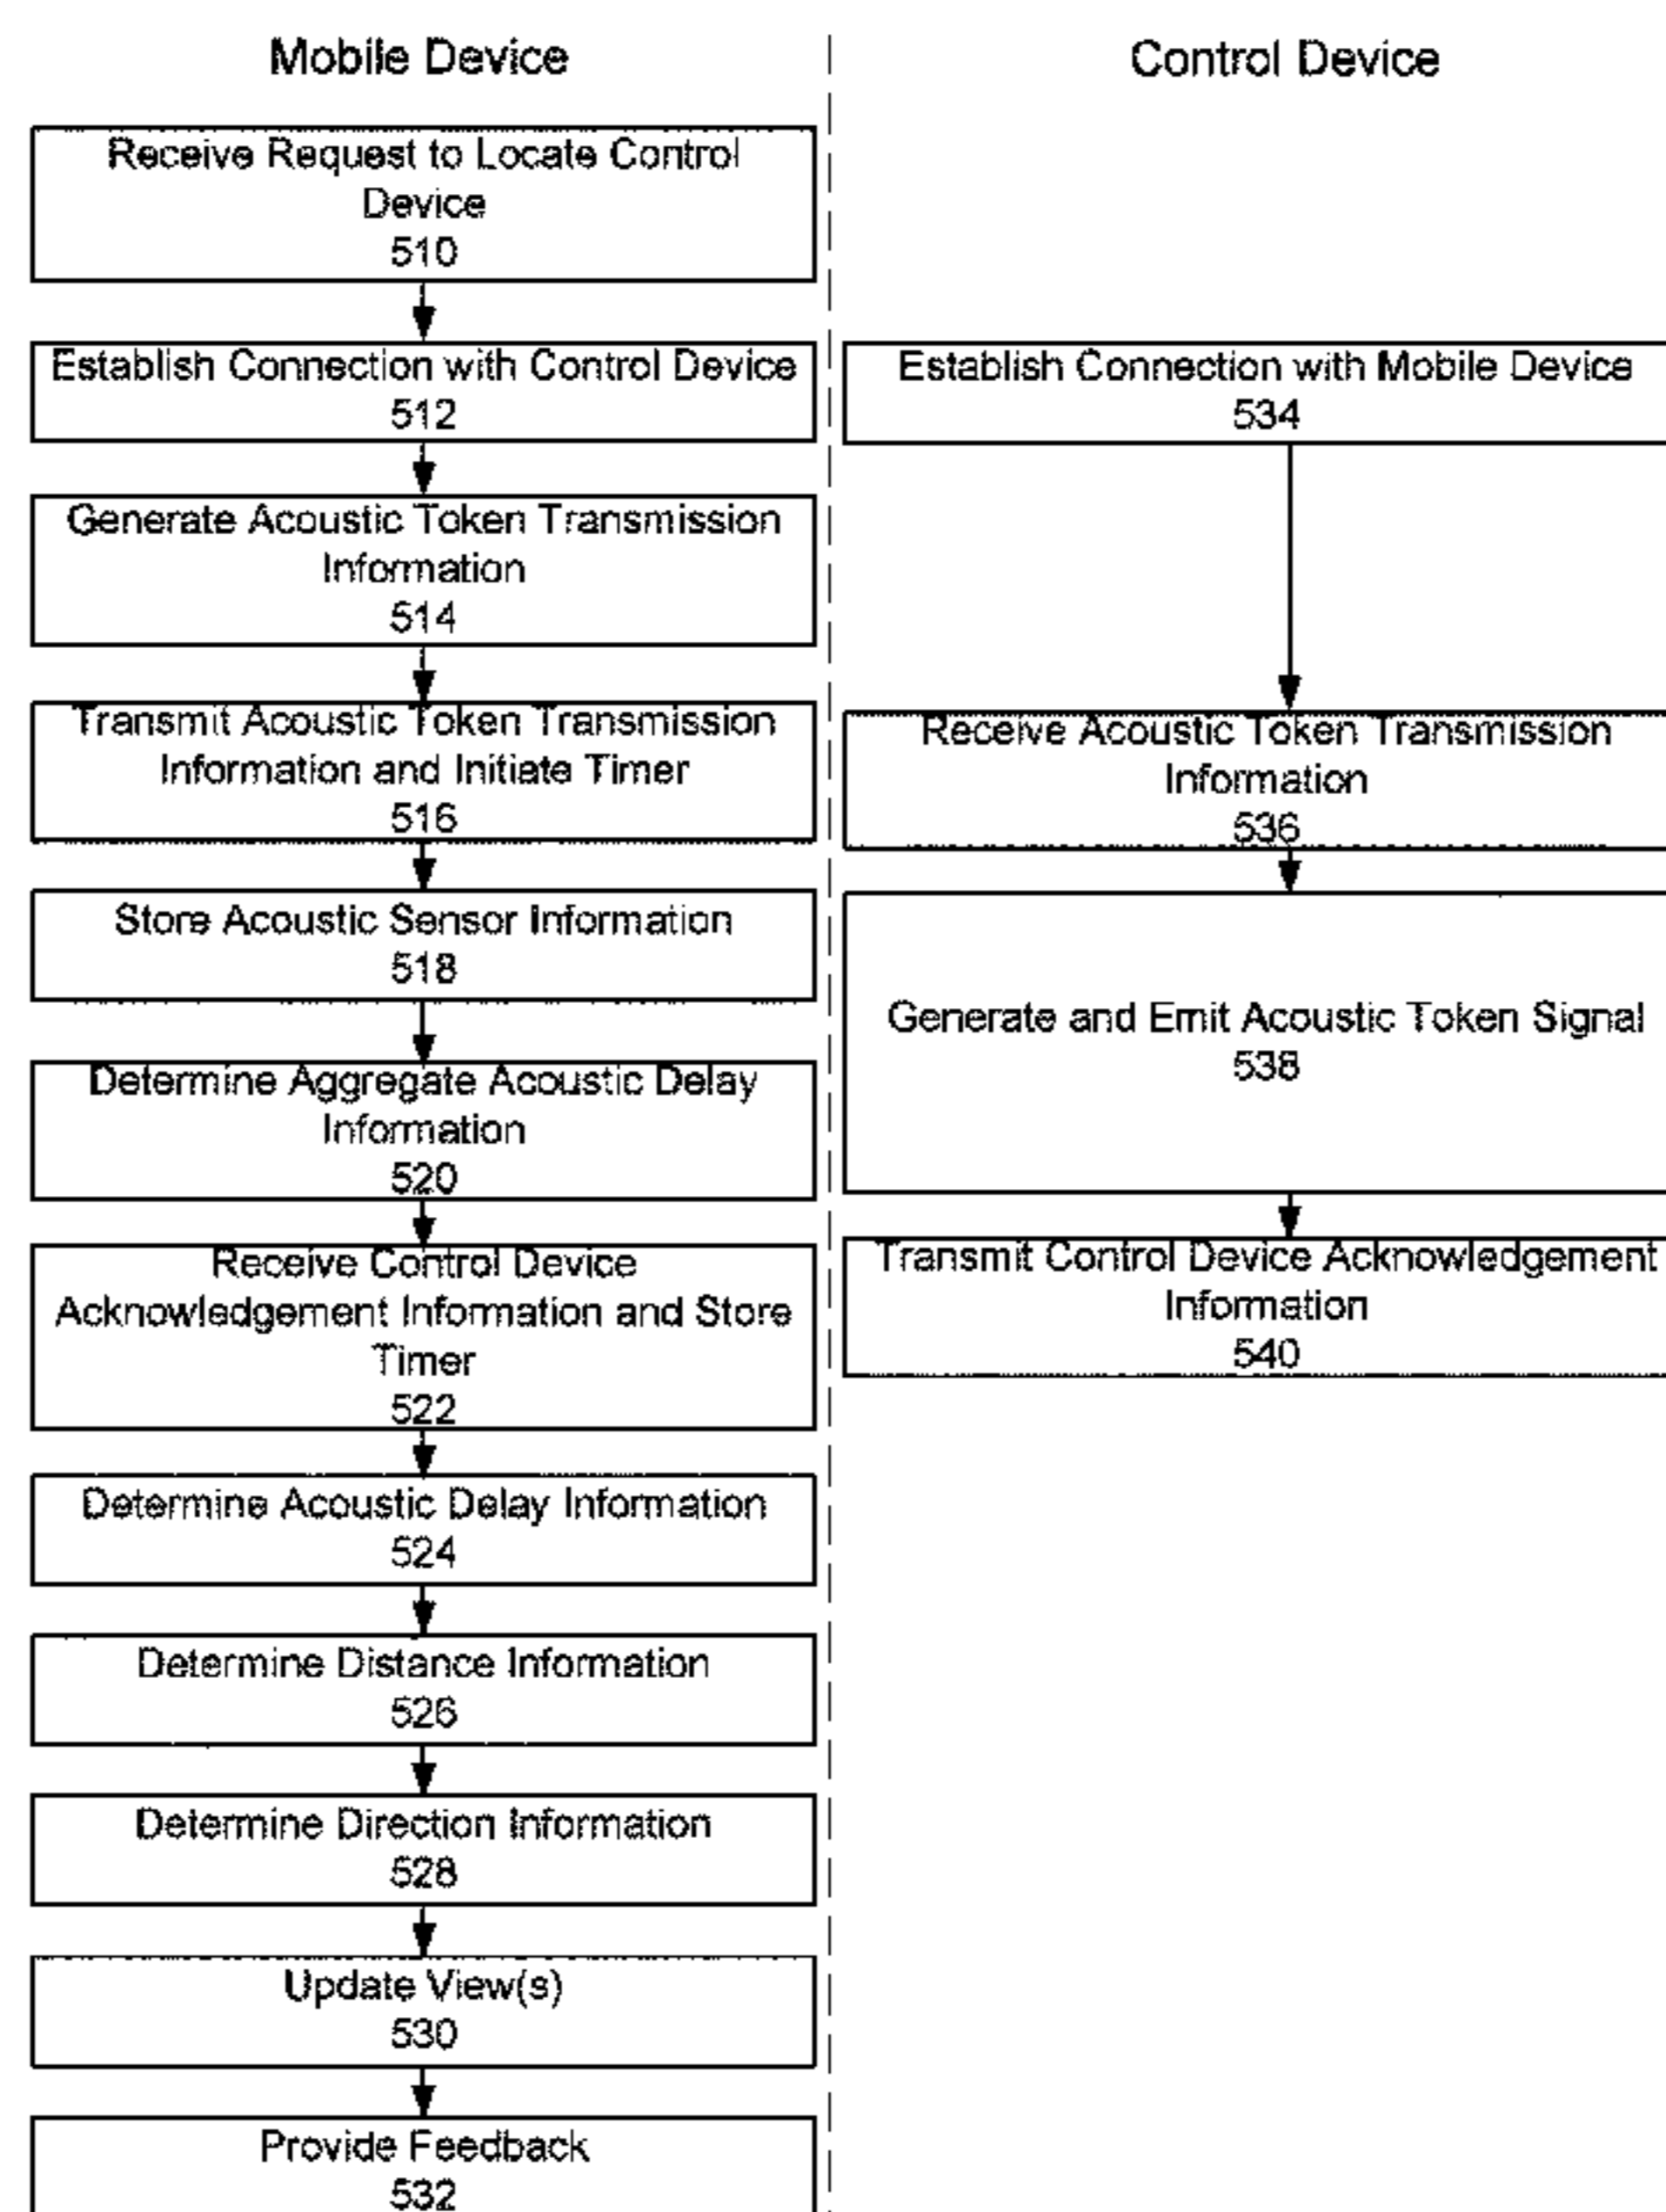 Mobile Device
Receive Request to Locate Control
Device
510
Establish Connection with Control Device
512
Generate Acoustic Token Transmission
Information
514
Transmit Acoustic Token Transmission
Information and Initiate Timer
516
Store Acoustic Sensor Information
518
Determine Aggregate Acoustic Delay
Information
520
Receive Control Device
Acknowledgement Information and Store
Timer
522
Determine Acoustic Delay Information
524
Determine Distance Information
526
Determine Direction Information
528
Update View(s)
530
Provide Feedback
532
Control Device
Establish Connection with Mobile Device
534
Receive Acoustic Token Transmission
Information
536
Generate and Emit Acoustic Token Signal
538
Transmit Control Device Acknowledgement
Information
540